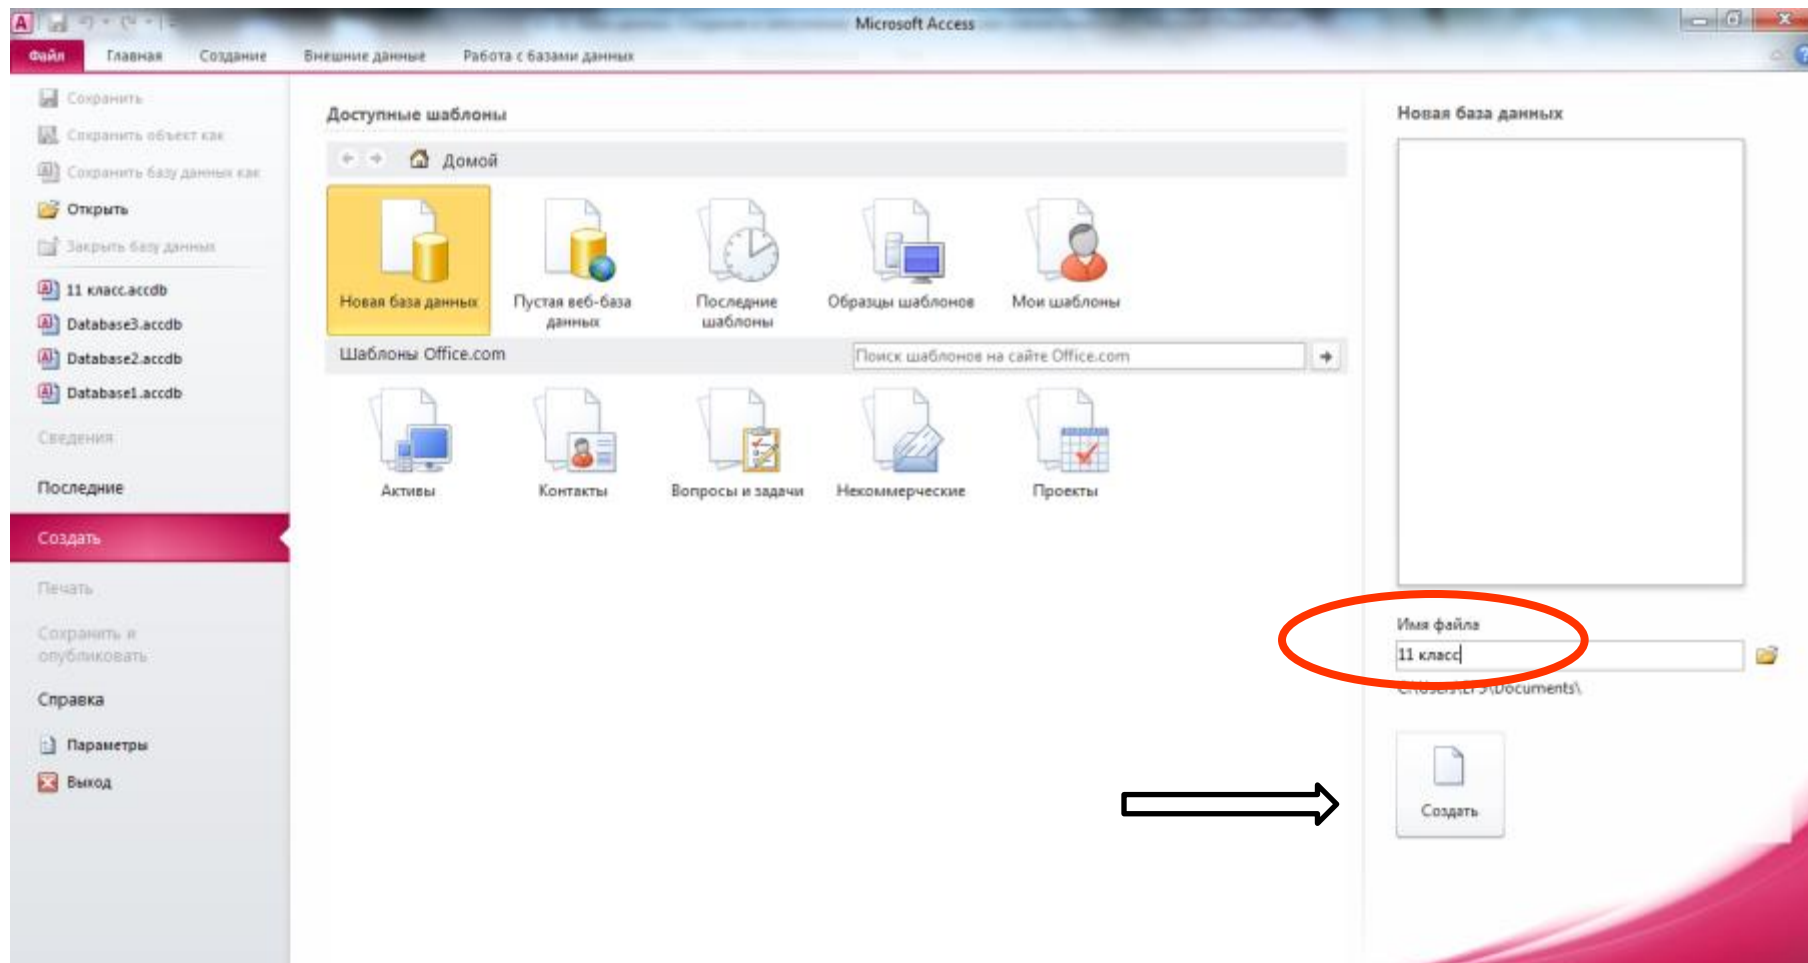 Microsoft Access
Файл Главная Создание Внешние данные Работа с базами данных
Сохранить
Сохранить объект как
Сохранить базу данных как
Открыть
Закрыть базу данных
11 класс.accdb
Database3.accdb
Database2.accdb
Database1.accdb
Сведения
Последние
Создать
Печать
Сохранить и
опубликовать
Справка
Параметры
Выход
Доступные шаблоны
Домой
Новая база данных
Пустая веб-база
данных
Последние
шаблоны
Образцы шаблонов
Мои шаблоны
Шаблоны Office.com
Поиск шаблонов на сайте Office.com
Активы
Контакты
Вопросы и задачи
Некоммерческие
Проекты
Новая база данных
Имя файла
11 класс
\Documents\
Создать